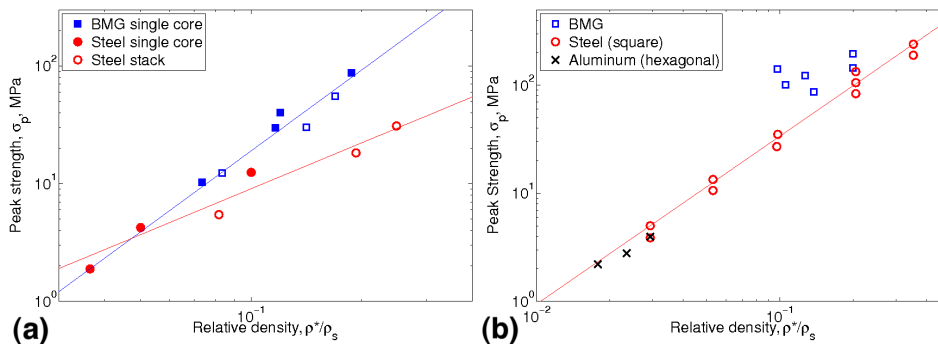 BMG single core
Steel single core
Steel stack
Peak strength, σp, MPa
10^2
10^1
10^0
10^-1
Relative density, ρ*/ρs
(a)
BMG
Steel (square)
Aluminum (hexagonal)
Peak Strength, σp, MPa
10^2
10^1
10^0
10^-2
10^-1
Relative density, ρ*/ρs
(b)